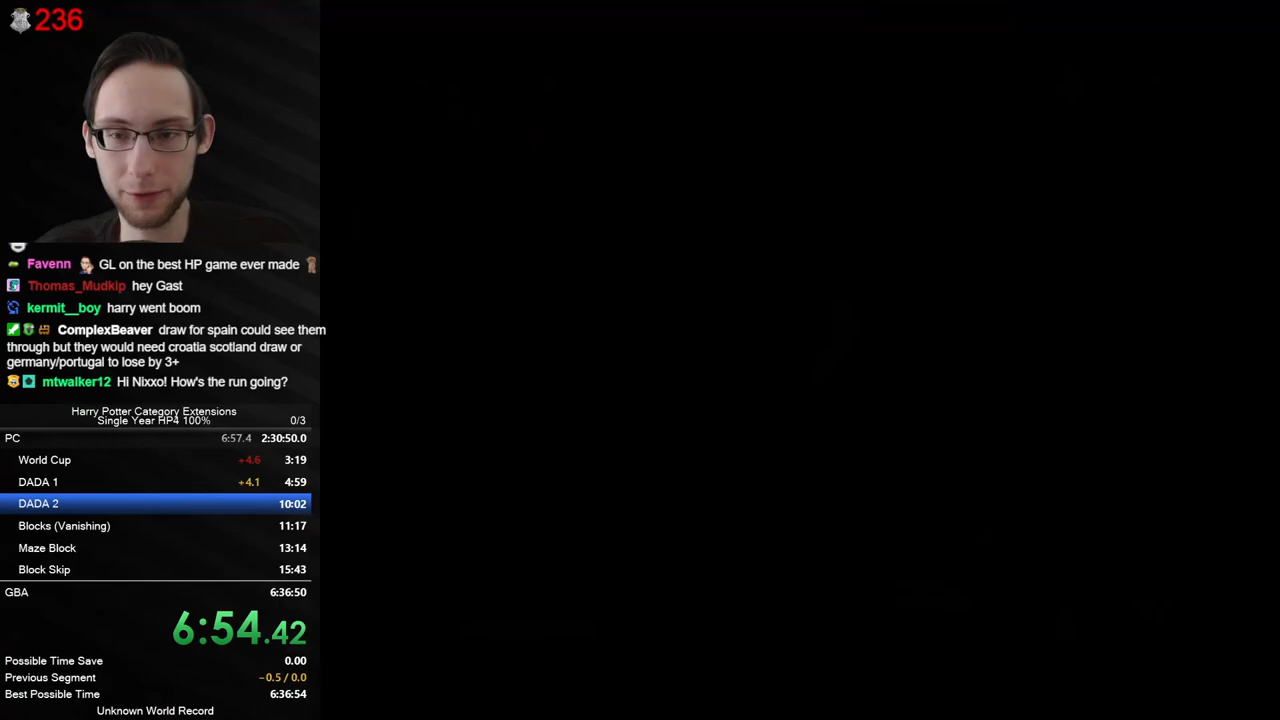 236
Favenn GL on the best HP game ever made
Thomas_Mudkip hey Gast
kermit__boy harry went boom
ComplexBeaver draw for spain could see them
through but they would need croatia scotland draw or
germany/portugal to lose by 3+
mtwalker12 Hi Nixxo! How's the run going?
Harry Potter Category Extensions
Single Year HP4 100% 0/3
PC 6:57.4 2:30:50.0
World Cup +4.6 3:19
DADA 1 +4.1 4:59
DADA 2 10:02
Blocks (Vanishing) 11:17
Maze Block 13:14
Block Skip 15:43
GBA 6:36:50
6:54.42
Possible Time Save 0.00
Previous Segment −0.5 / 0.0
Best Possible Time 6:36:54
Unknown World Record